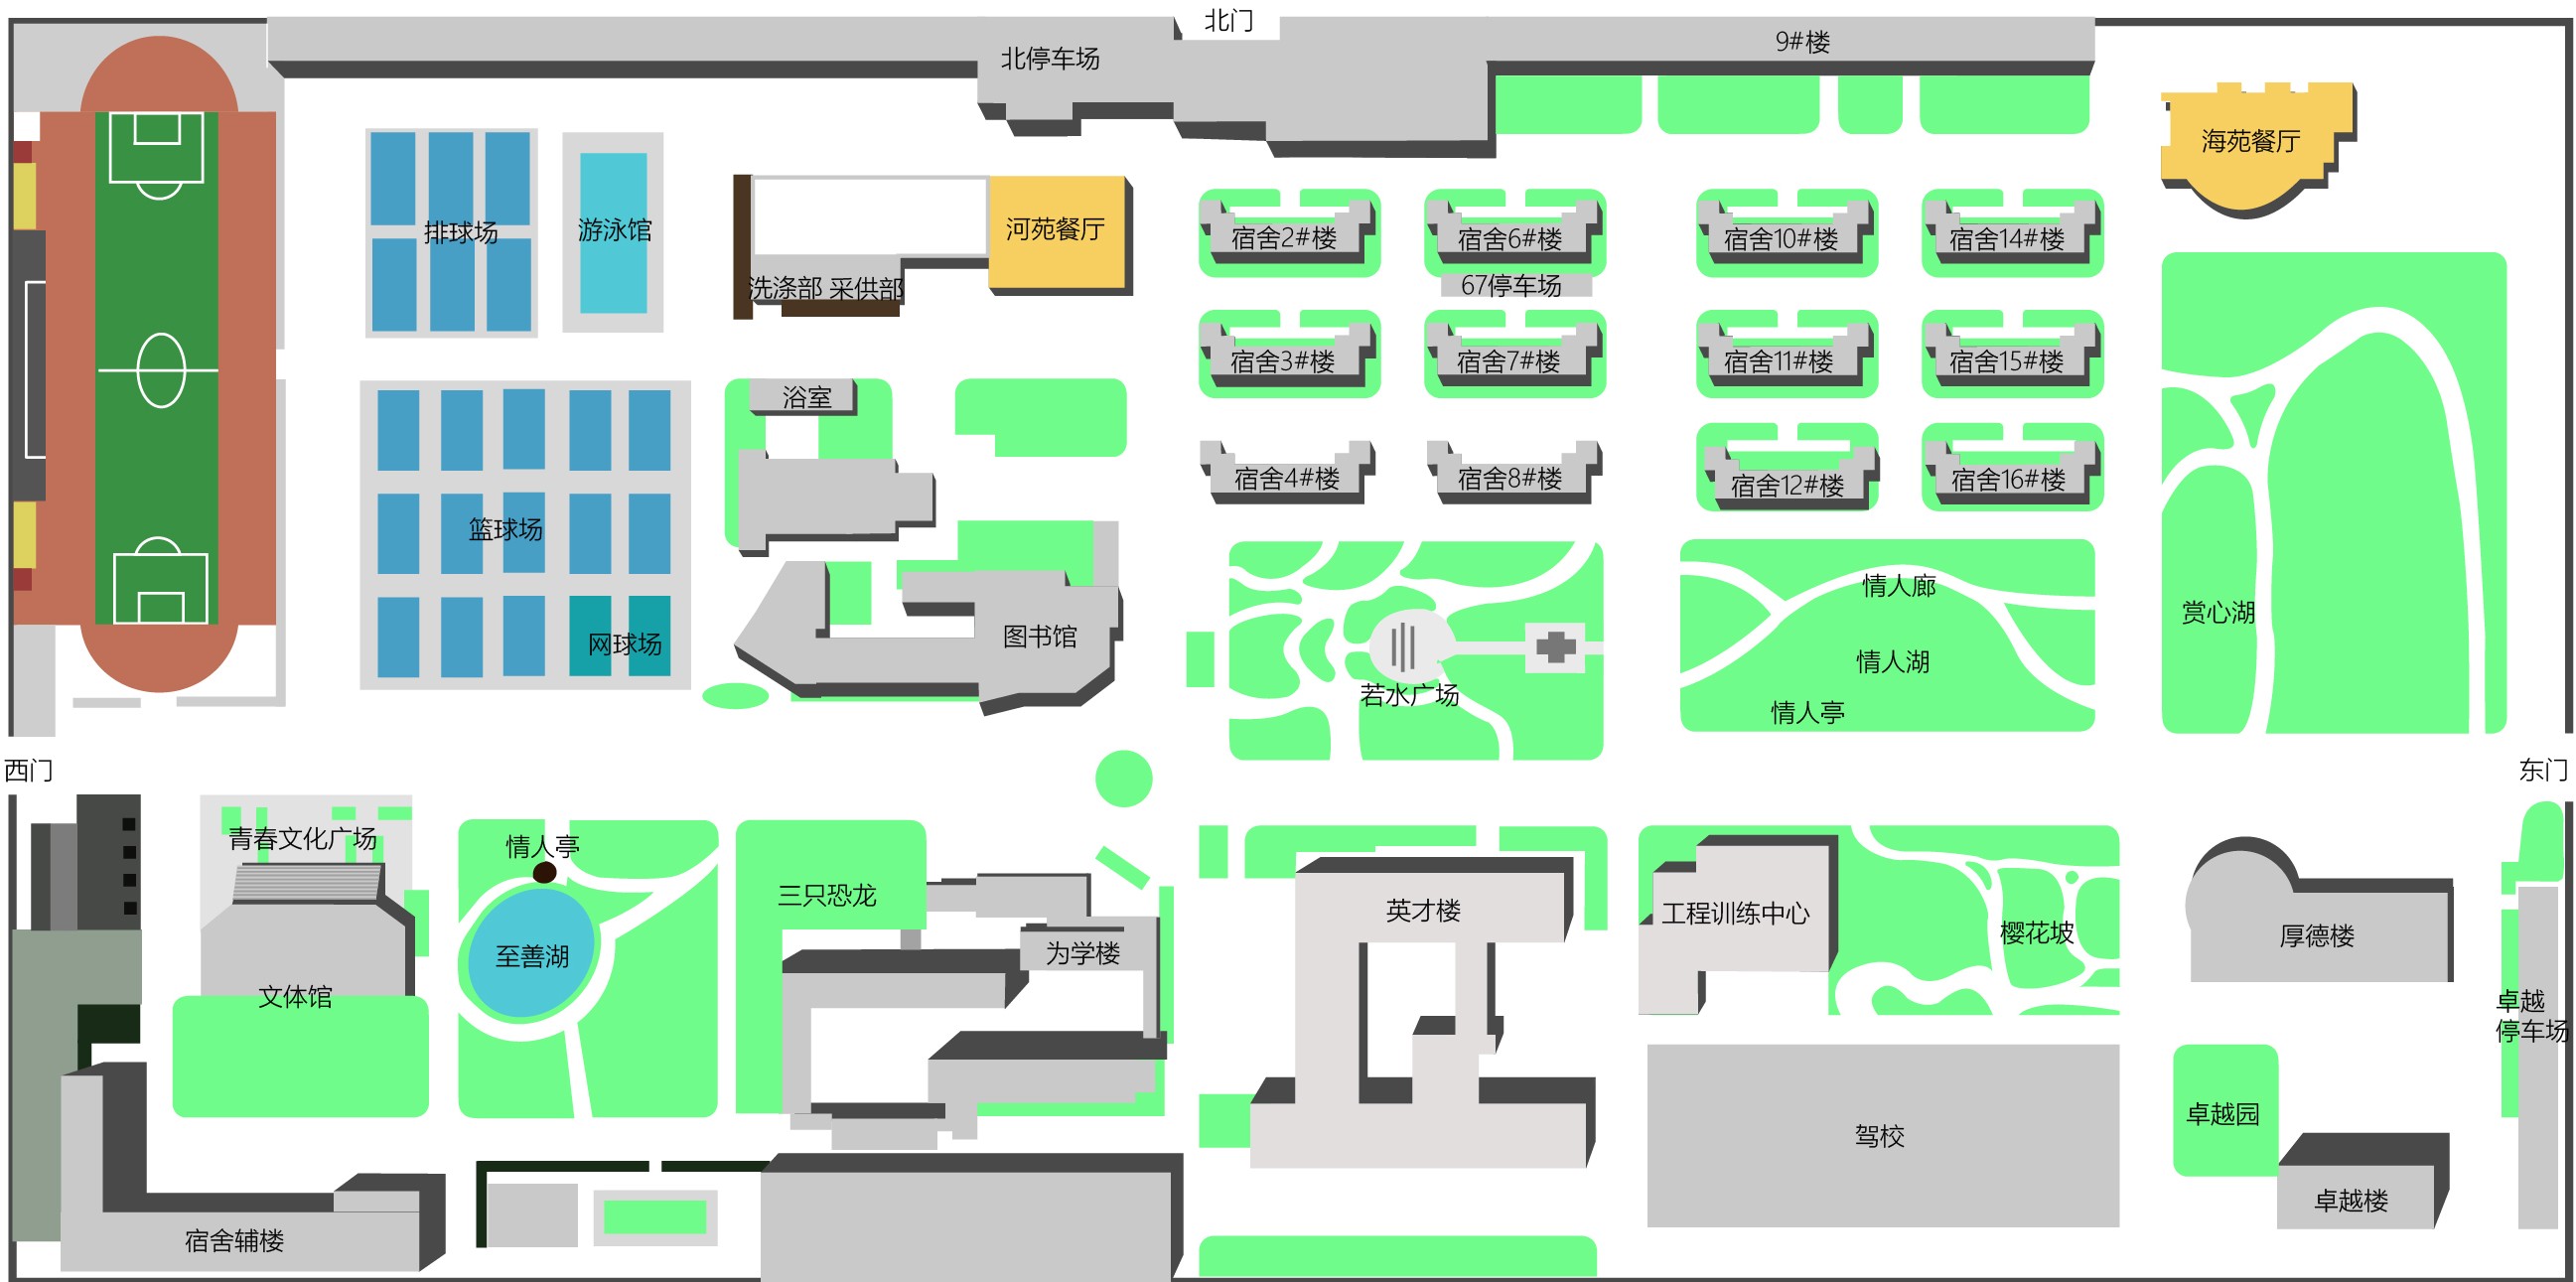 北门
北停车场
9#楼
海苑餐厅
排球场
游泳馆
河苑餐厅
洗涤部 采供部
宿舍2#楼
宿舍6#楼
宿舍10#楼
宿舍14#楼
67停车场
宿舍3#楼
宿舍7#楼
宿舍11#楼
宿舍15#楼
浴室
宿舍4#楼
宿舍8#楼
宿舍12#楼
宿舍16#楼
篮球场
网球场
图书馆
若水广场
情人廊
情人湖
情人亭
赏心湖
西门
东门
青春文化广场
情人亭
三只恐龙
至善湖
文体馆
为学楼
英才楼
工程训练中心
樱花坡
厚德楼
卓越
停车场
卓越园
驾校
卓越楼
宿舍辅楼